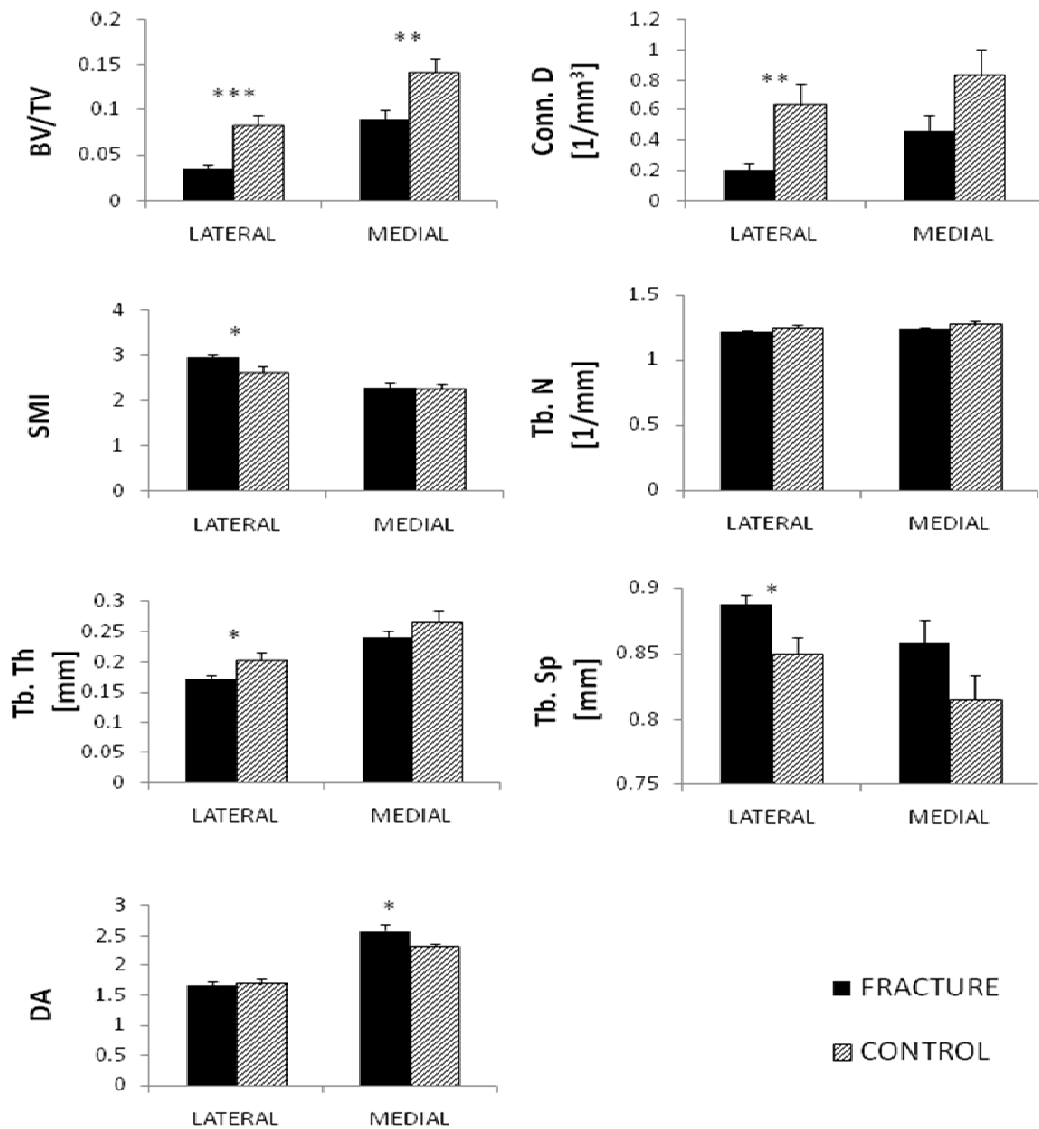 BV/TV
0.2
0.15
0.1
0.05
0
***
**
LATERAL MEDIAL
Conn. D
[1/mm³]
1.2
1
0.8
0.6
0.4
0.2
0
**
LATERAL MEDIAL
SMI
4
3
2
1
0
*
LATERAL MEDIAL
Tb. N
[1/mm]
1.5
1
0.5
0
LATERAL MEDIAL
Tb. Th
[mm]
0.3
0.25
0.2
0.15
0.1
0.05
0
*
LATERAL MEDIAL
Tb. Sp
[mm]
0.9
0.85
0.8
0.75
*
LATERAL MEDIAL
DA
3
2.5
2
1.5
1
0.5
0
*
LATERAL MEDIAL
FRACTURE
CONTROL